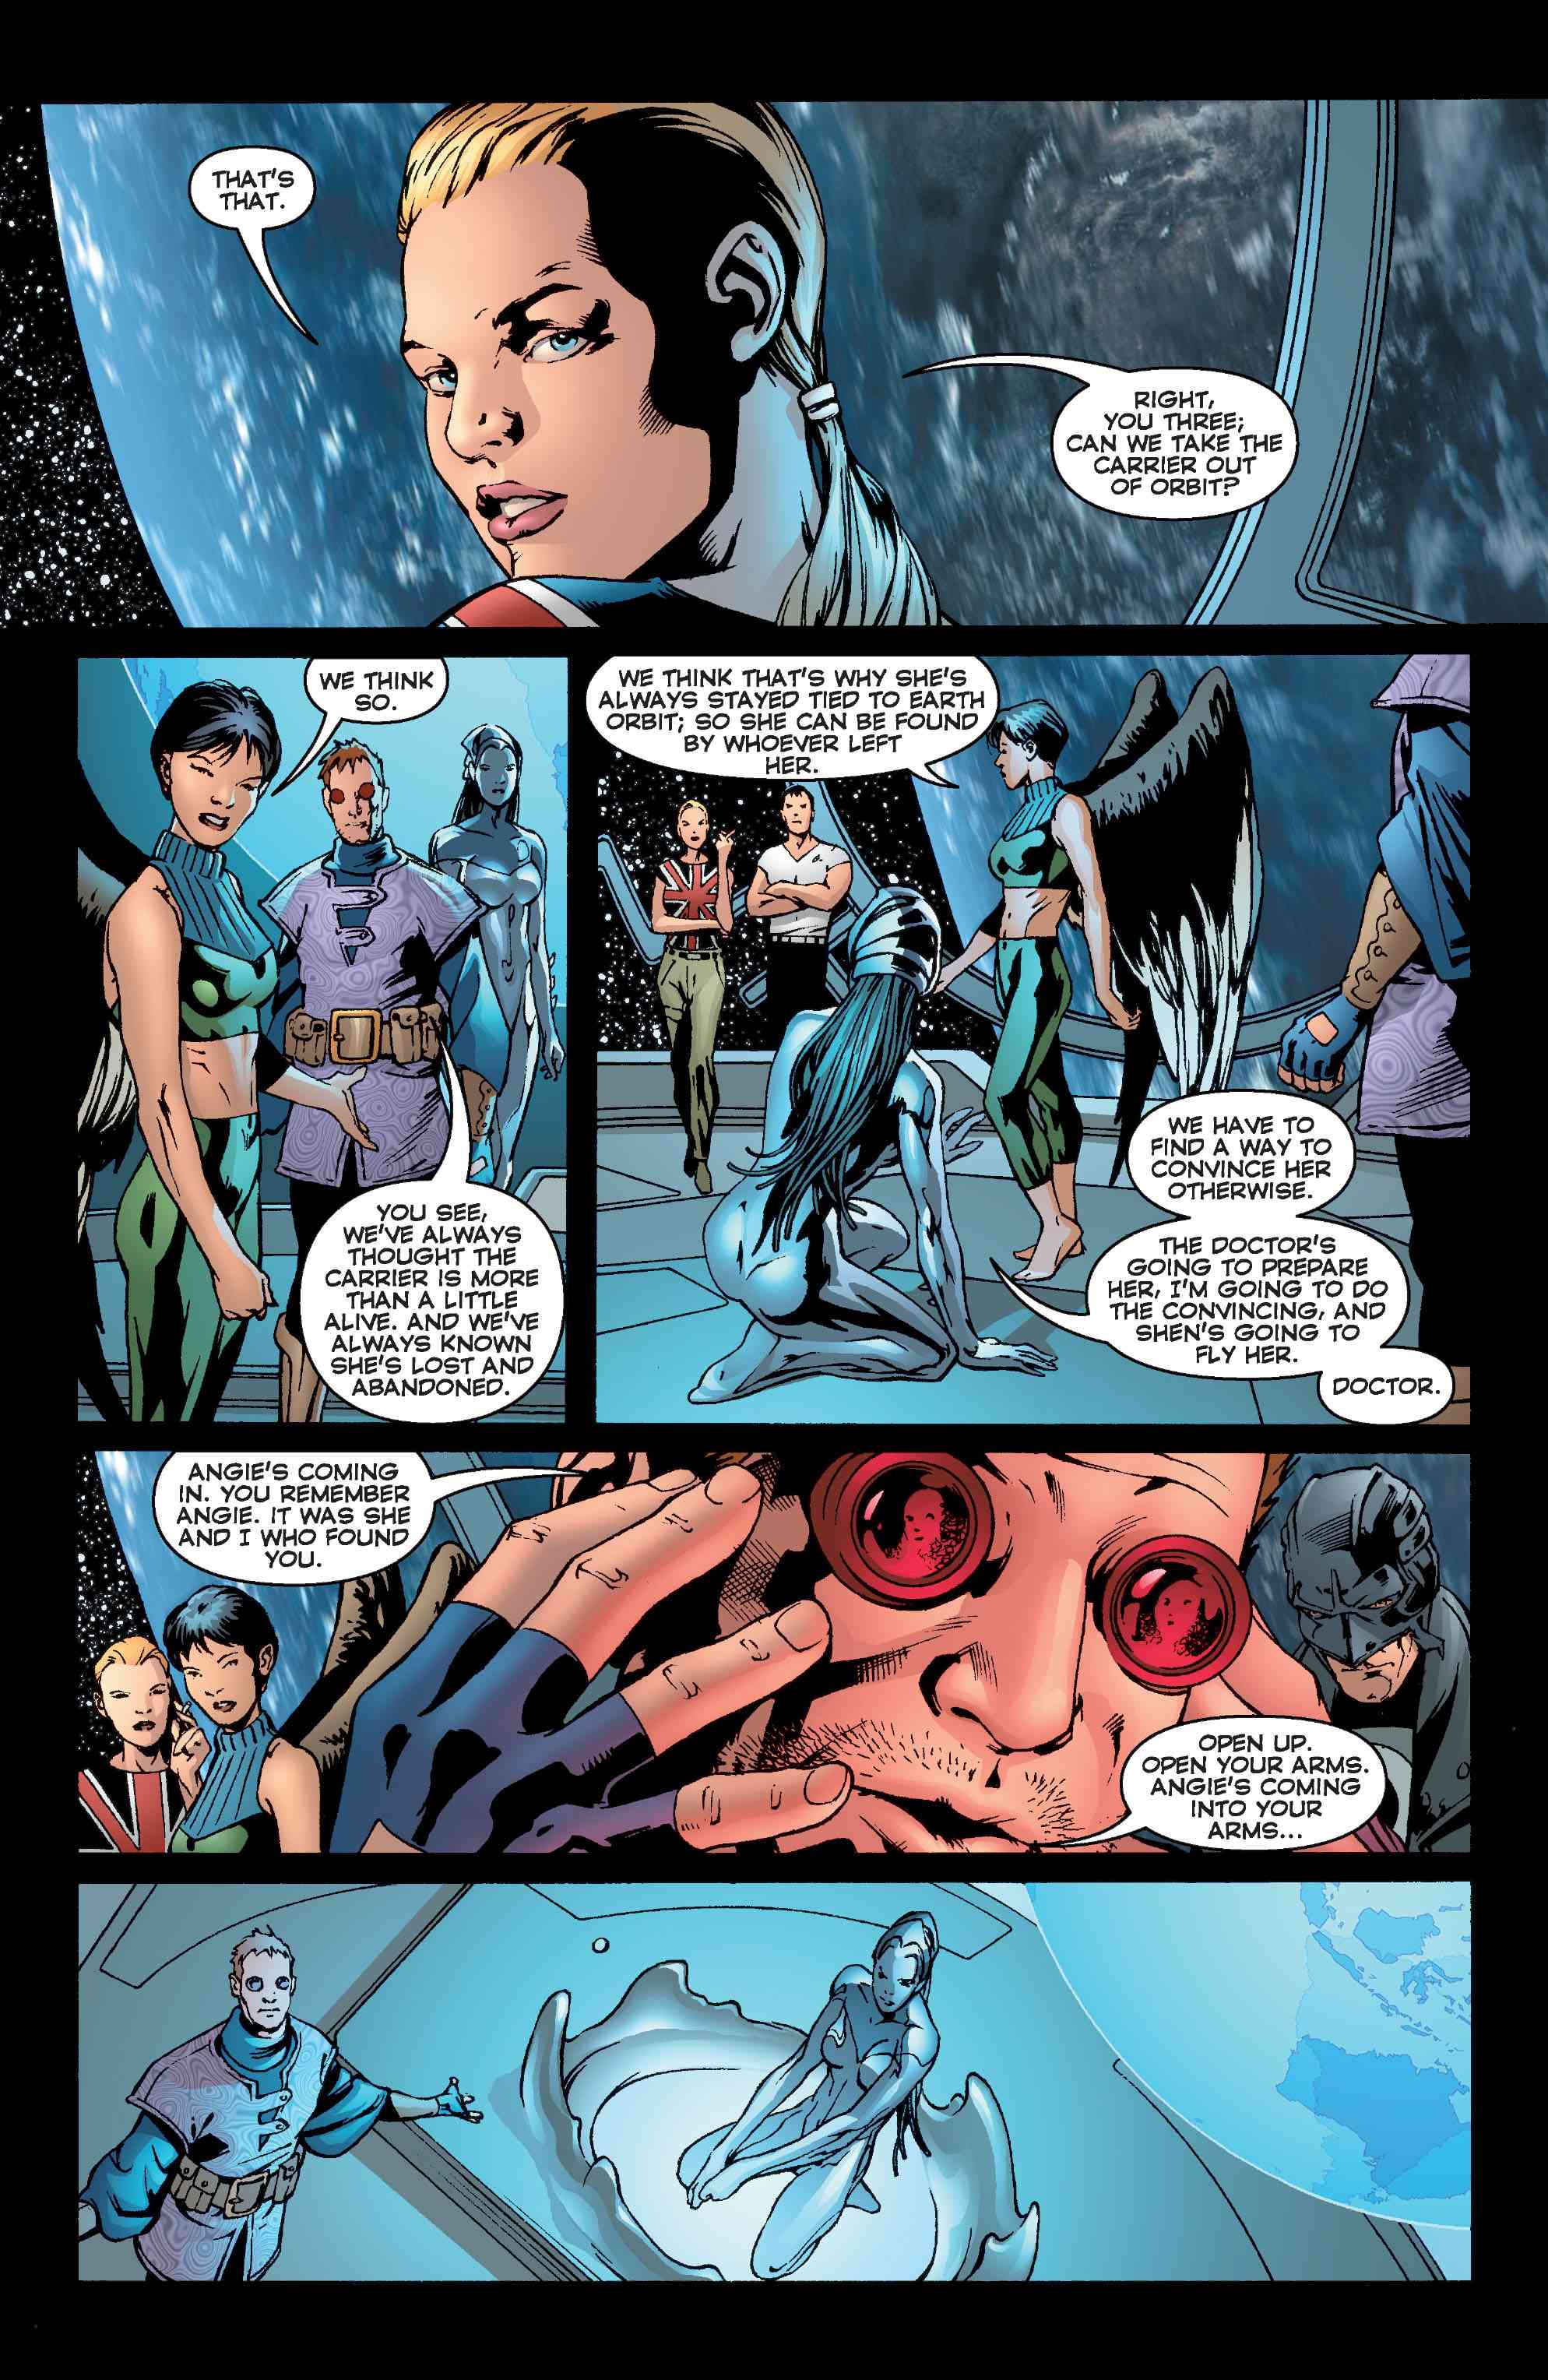 THAT'S
THAT.
RIGHT,
YOU THREE;
CAN WE TAKE THE
CARRIER OUT
OF ORBIT?
WE THINK
SO.
YOU SEE,
WE'VE ALWAYS
THOUGHT THE
CARRIER IS MORE
THAN A LITTLE
ALIVE. AND WE'VE
ALWAYS KNOWN
SHE'S LOST AND
ABANDONED.
WE THINK THAT'S WHY SHE'S
ALWAYS STAYED TIED TO EARTH
ORBIT; SO SHE CAN BE FOUND
BY WHOEVER LEFT
HER.
WE HAVE TO
FIND A WAY TO
CONVINCE HER
OTHERWISE.
THE DOCTOR'S
GOING TO PREPARE
HER, I'M GOING TO DO
THE CONVINCING, AND
SHEN'S GOING TO
FLY HER.
DOCTOR.
ANGIE'S COMING
IN. YOU REMEMBER
ANGIE. IT WAS SHE
AND I WHO FOUND
YOU.
OPEN UP.
OPEN YOUR ARMS.
ANGIE'S COMING
INTO YOUR
ARMS...